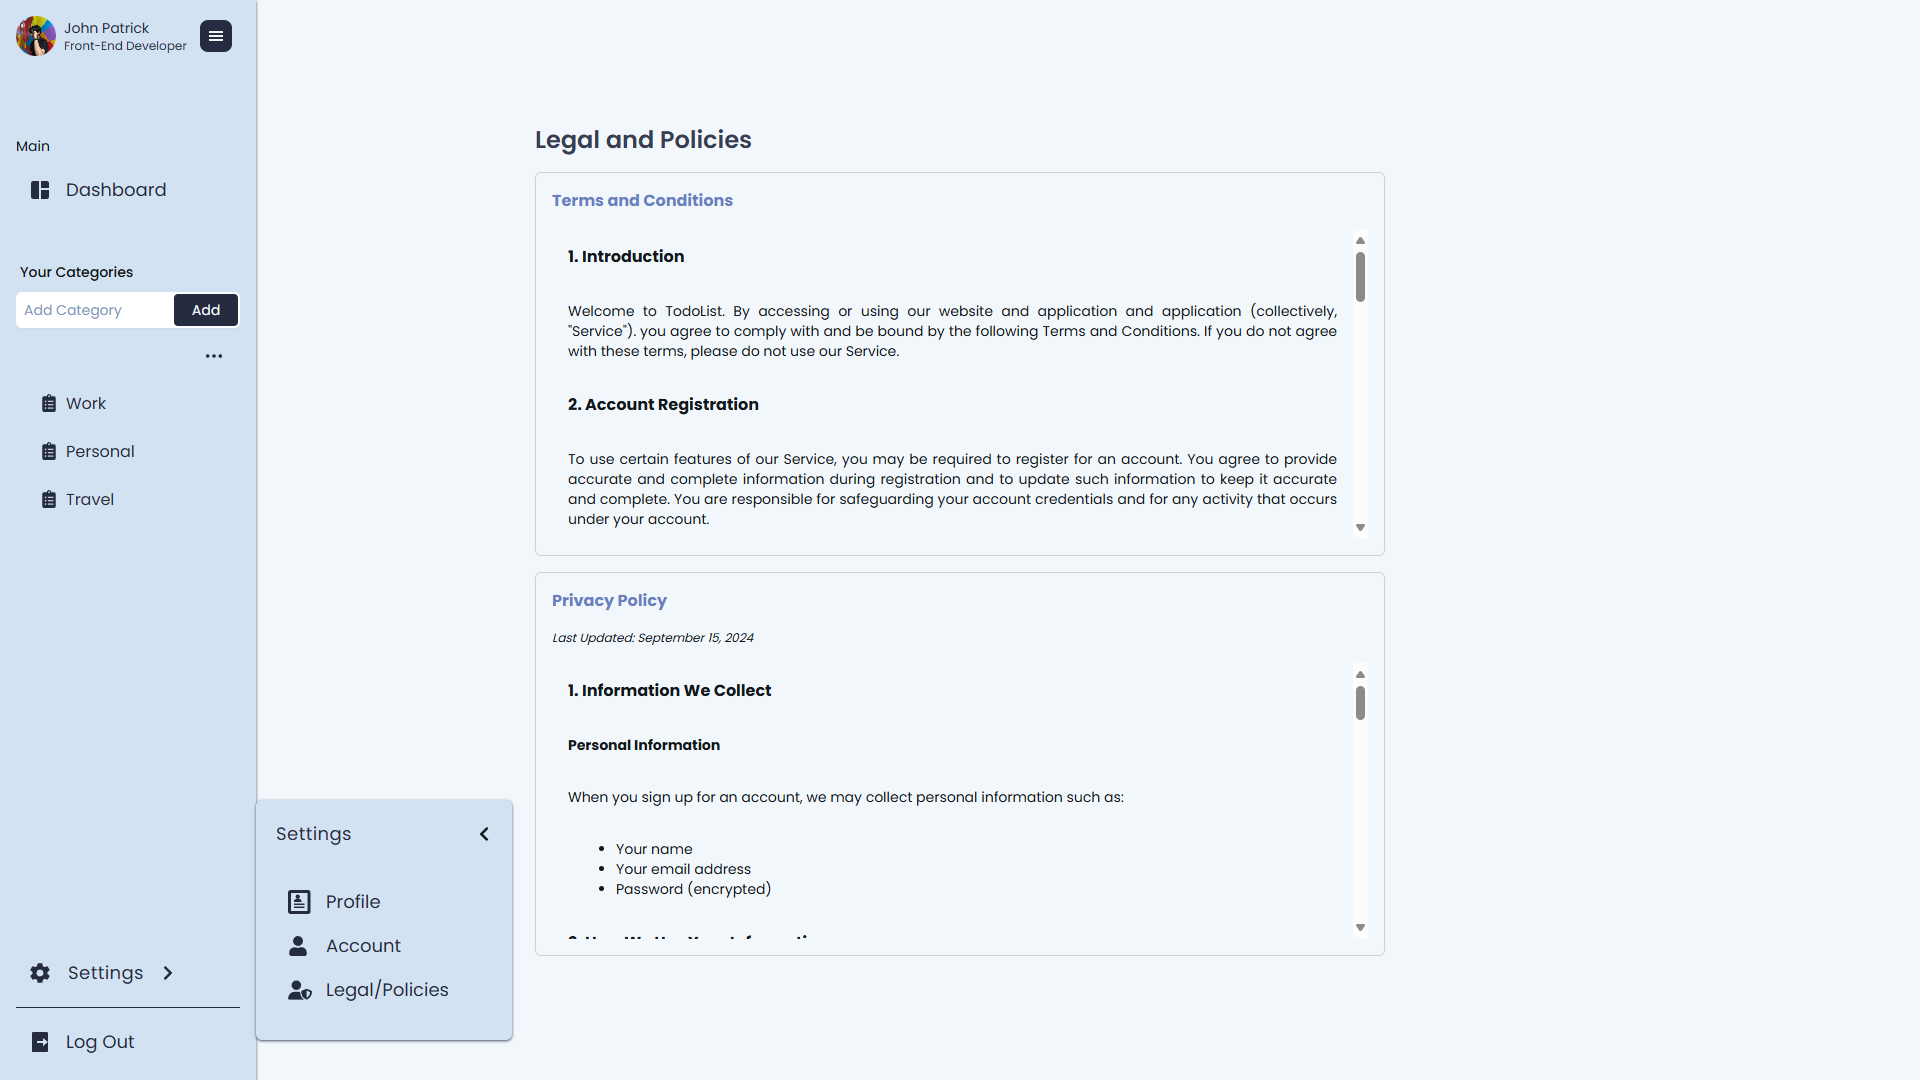 John Patrick
Front-End Developer
Main
Dashboard
Your Categories
Add Category
Add
Work
Personal
Travel
Settings
Log Out
Settings
Profile
Account
Legal/Policies
Legal and Policies
Terms and Conditions
1. Introduction
Welcome to TodoList. By accessing or using our website and application and application (collectively,
"Service"). you agree to comply with and be bound by the following Terms and Conditions. If you do not agree
with these terms, please do not use our Service.
2. Account Registration
To use certain features of our Service, you may be required to register for an account. You agree to provide
accurate and complete information during registration and to update such information to keep it accurate
and complete. You are responsible for safeguarding your account credentials and for any activity that occurs
under your account.
Privacy Policy
Last Updated: September 15, 2024
1. Information We Collect
Personal Information
When you sign up for an account, we may collect personal information such as:
Your name
Your email address
Password (encrypted)